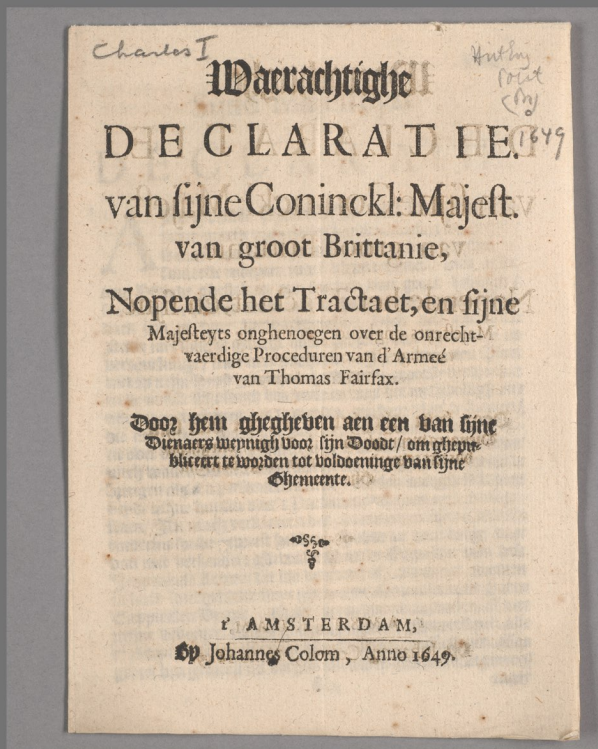 Charles I
Waerachtighe
DECLARATIE.
1649
van sijne Coninckl: Majest.
van groot Brittanie,
Nopende het Tractaet, en sijne
Majesteyts onghenoegen over de onrecht-
vaerdige Proceduren van d'Armeé
van Thomas Fairfax.
Door hem ghegheven aen een van sijne
Dienaers weynigh voor sijn Doodt / om ghepu-
bliceert te worden tot voldoeninge van sijne
Ghemeente.
t' AMSTERDAM,
By Johannes Colom, Anno 1649.